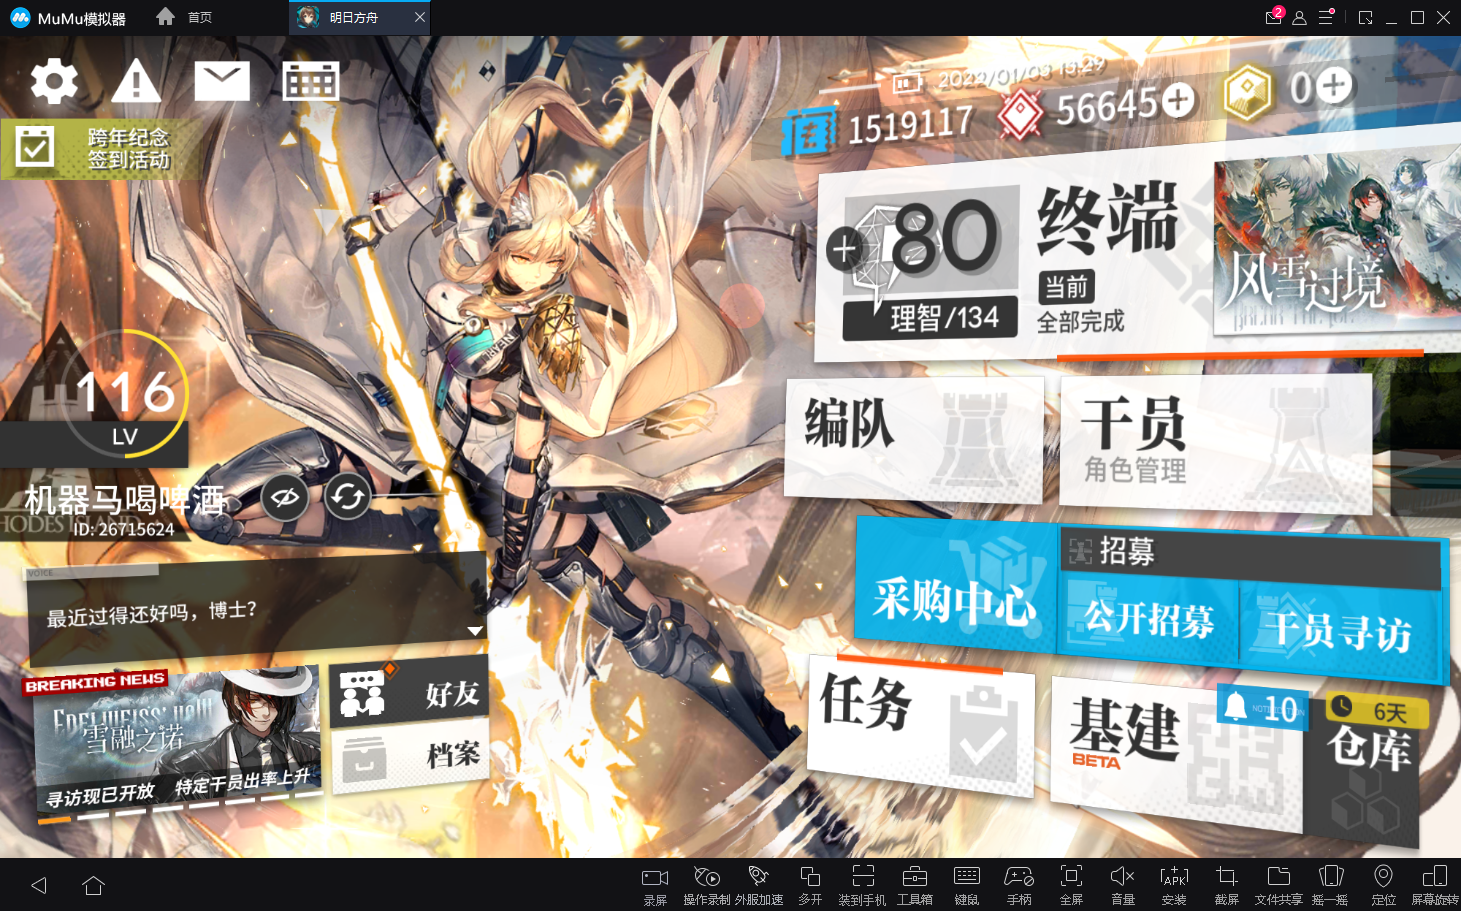 MuMu模拟器
首页
明日方舟
2
2022/01/03 15:29
1519117
56645
0
跨年纪念
签到活动
80
理智/134
终端
当前
全部完成
风雪过境
116
LV
机器马喝啤酒
ID: 26715624
编队
干员
角色管理
采购中心
招募
公开招募
干员寻访
VOICE
最近过得还好吗，博士？
BREAKING NEWS
雪融之诺
寻访现已开放 特定干员出率上升
好友
档案
任务
基建
BETA
NOTIFICATION
10
6天
仓库
录屏
操作录制
外服加速
多开
装到手机
工具箱
键鼠
手柄
全屏
音量
APK
安装
截屏
文件共享
摇一摇
定位
屏幕旋转